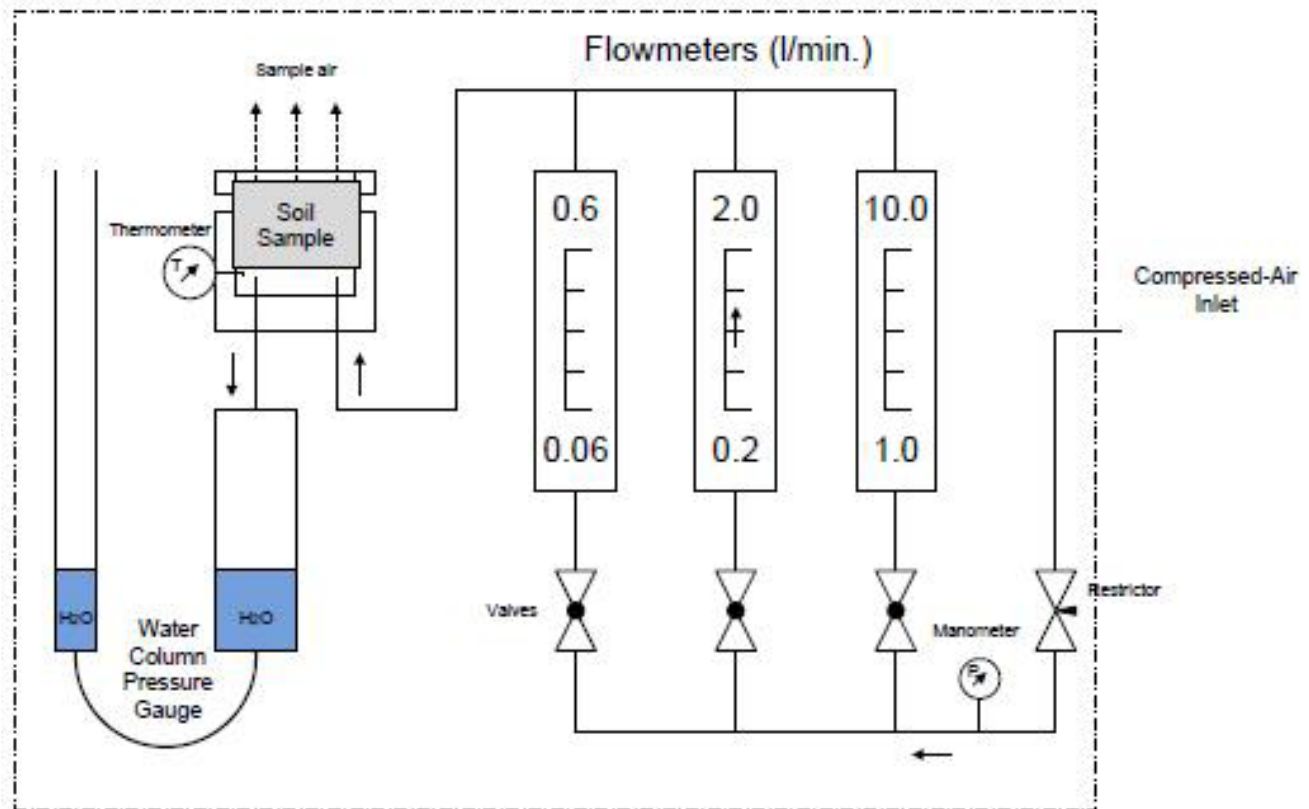 Flowmeters (l/min.)
Sample air
Soil
Sample
Thermometer
T
0.6
2.0
10.0
0.06
0.2
1.0
Compressed-Air
Inlet
Valves
Manometer
Restrictor
P
H2O
H2O
Water
Column
Pressure
Gauge